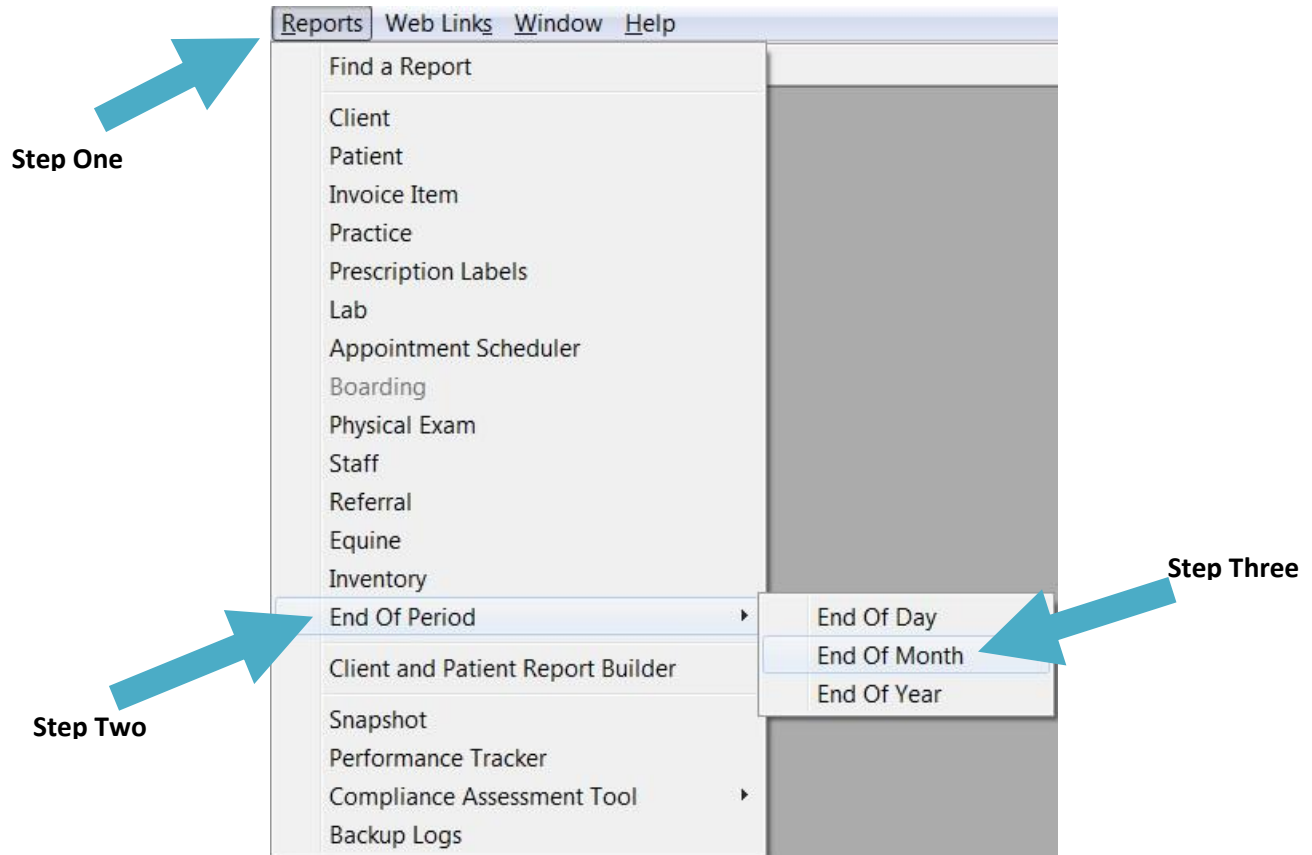 Reports Web Links Window Help
Find a Report
Client
Step One
Patient
Invoice Item
Practice
Prescription Labels
Lab
Appointment Scheduler
Boarding
Physical Exam
Staff
Referral
Equine
Step Three
Inventory
End Of Period
End Of Day
End Of Month
Client and Patient Report Builder
End Of Year
Step Two
Snapshot
Performance Tracker
Compliance Assessment Tool
Backup Logs